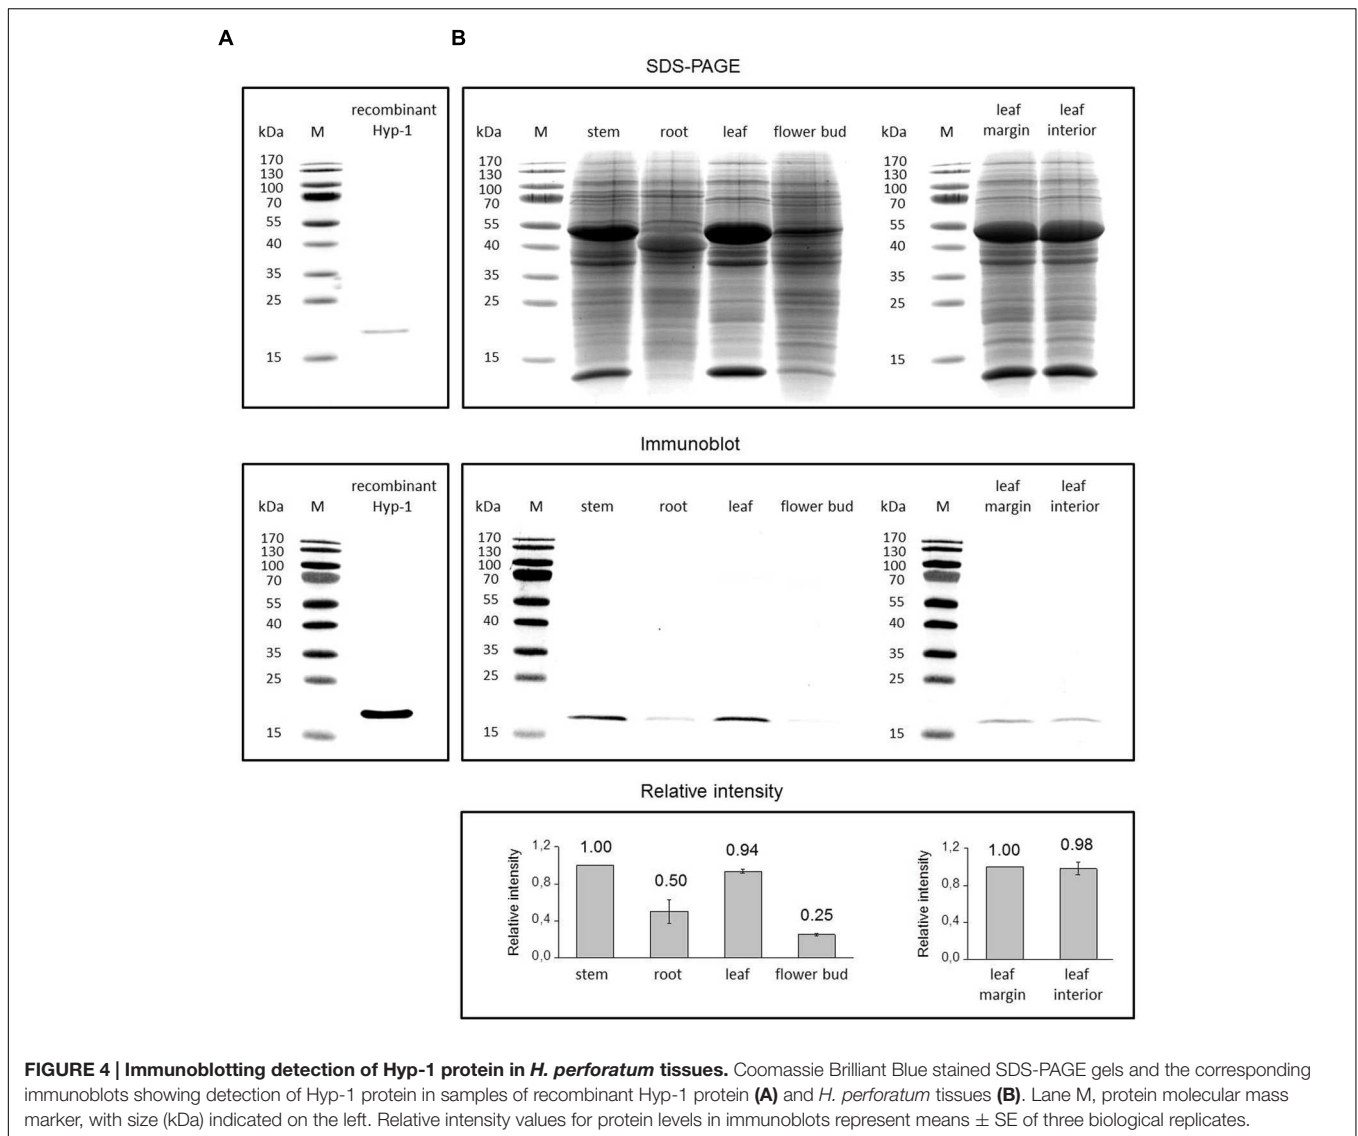 A
B
SDS-PAGE
recombinant
kDa M Hyp-1
170
130
100
70
55
40
35
25
15
leaf leaf
kDa M stem root leaf flower bud kDa M margin interior
170 170
130 130
100 100
70 70
55 55
40 40
35 35
25 25
15 15
Immunoblot
recombinant
kDa M Hyp-1
170
130
100
70
55
40
35
25
15
leaf leaf
kDa M stem root leaf flower bud kDa M margin interior
170 170
130 130
100 100
70 70
55 55
40 40
35 35
25 25
15 15
Relative intensity
Relative intensity
1,2
0,8
0,4
0,0
1.00 0.50 0.94 0.25
stem root leaf flower bud
Relative intensity
1,2
0,8
0,4
0,0
1.00 0.98
leaf leaf
margin interior
FIGURE 4 | Immunoblotting detection of Hyp-1 protein in H. perforatum tissues. Coomassie Brilliant Blue stained SDS-PAGE gels and the corresponding
immunoblots showing detection of Hyp-1 protein in samples of recombinant Hyp-1 protein (A) and H. perforatum tissues (B). Lane M, protein molecular mass
marker, with size (kDa) indicated on the left. Relative intensity values for protein levels in immunoblots represent means ± SE of three biological replicates.